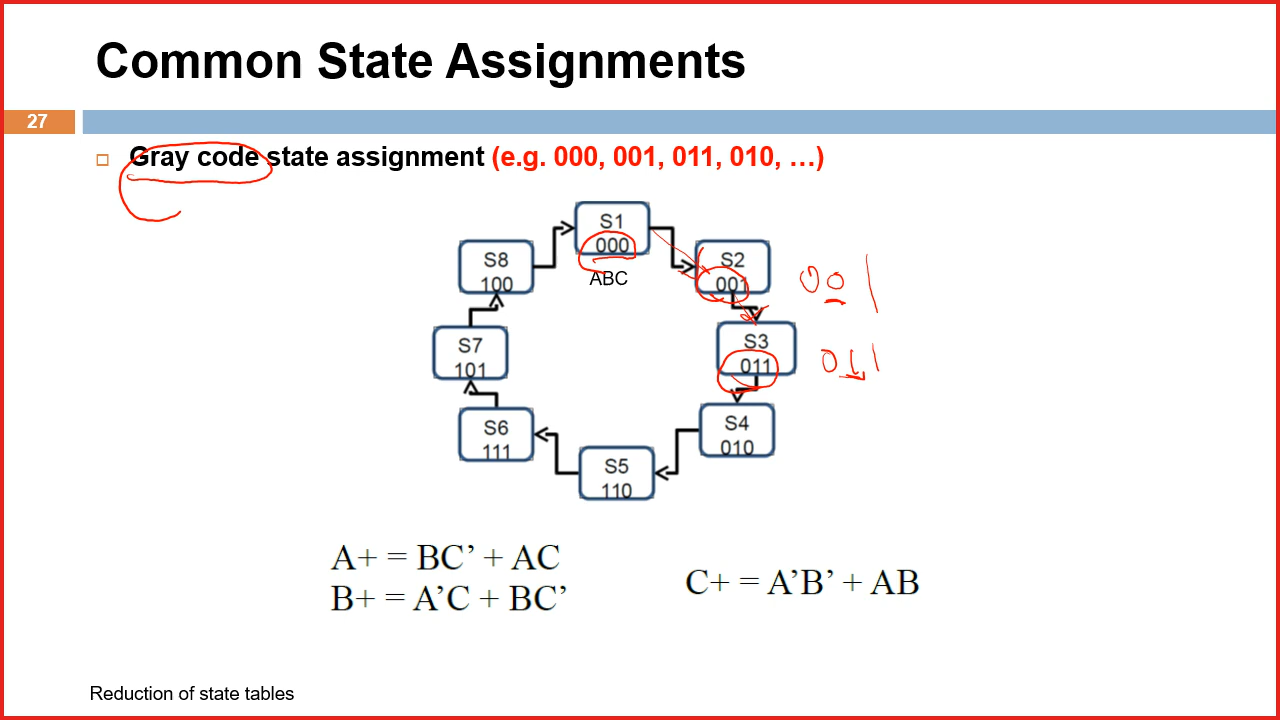 Common State Assignments
27
Gray code state assignment (e.g. 000, 001, 011, 010, …)
S1
000
ABC
S2
001
S3
011
S4
010
S5
110
S6
111
S7
101
S8
100
001
011
A+ = BC’ + AC
B+ = A’C + BC’
C+ = A’B’ + AB
Reduction of state tables